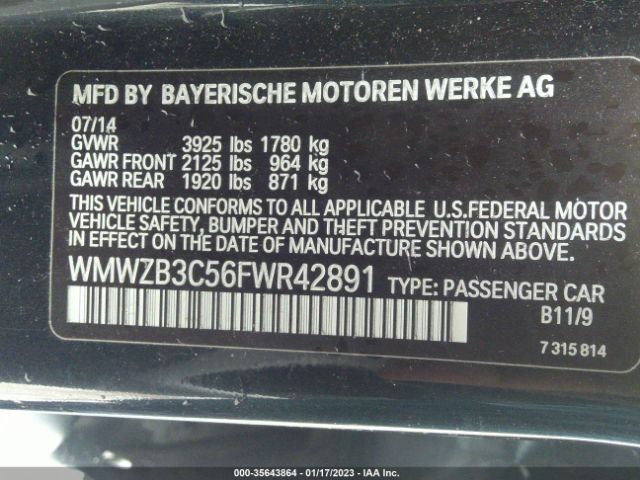 MFD BY BAYERISCHE MOTOREN WERKE AG
07/14
GVWR 3925 lbs 1780 kg
GAWR FRONT 2125 lbs 964 kg
GAWR REAR 1920 lbs 871 kg
THIS VEHICLE CONFORMS TO ALL APPLICABLE U.S.FEDERAL MOTOR
VEHICLE SAFETY, BUMPER AND THEFT PREVENTION STANDARDS
IN EFFECT ON THE DATE OF MANUFACTURE SHOWN ABOVE.
WMWZB3C56FWR42891 TYPE: PASSENGER CAR
B11/9
7 315 814
000-35643864 - 01/17/2023 - IAA Inc.